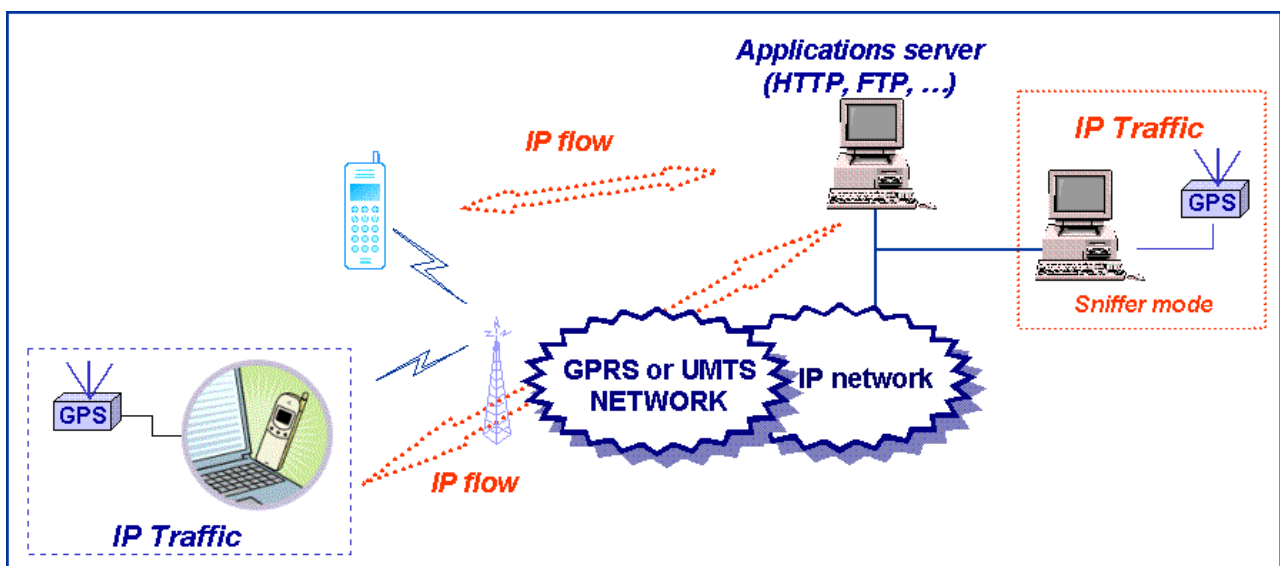 Applications server
(HTTP, FTP, …)
IP Traffic
IP flow
GPS
Sniffer mode
GPRS or UMTS
NETWORK
IP network
GPS
IP flow
IP Traffic